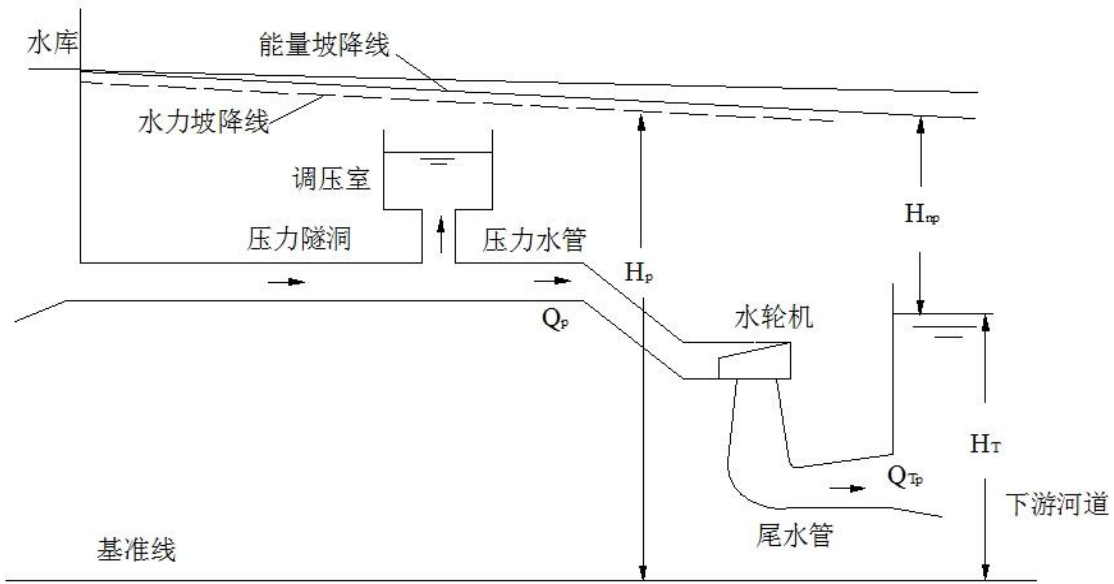 水库
能量坡降线
水力坡降线
调压室
压力隧洞
压力水管
Hp
Hnp
Qp
水轮机
HT
QTp
下游河道
尾水管
基准线